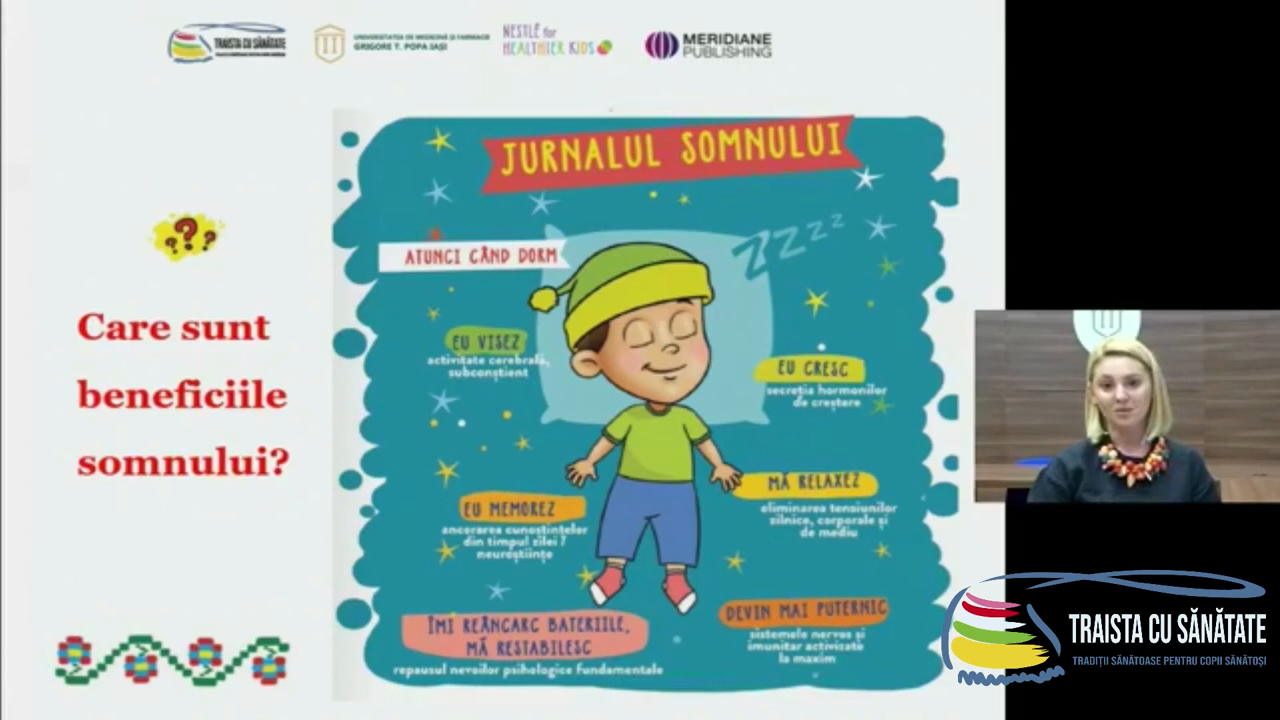 TRAISTA CU SĂNĂTATE
UNIVERSITATEA DE MEDICINĂ ȘI FARMACIE
GRIGORE T. POPA IAȘI
NESTLÉ for
HEALTHIER KIDS
MERIDIANE
PUBLISHING
JURNALUL SOMNULUI
ATUNCI CÂND DORM
ZZZZZ
???
Care sunt
beneficiile
somnului?
EU VISEZ
activitate cerebrală,
subconștient
EU CRESC
secreția hormonilor
de creștere
EU MEMOREZ
ancorarea cunoștințelor
din timpul zilei /
neuroștiințe
MĂ RELAXEZ
eliminarea tensiunilor
zilnice, corporale și
de mediu
ÎMI REÂNCARC BATERIILE,
MĂ RESTABILESC
repausul nevoilor psihologice fundamentale
DEVIN MAI PUTERNIC
sistemele nervos și
imunitar activizate
la maxim
TRAISTA CU SĂNĂTATE
TRADIȚII SĂNĂTOASE PENTRU COPII SĂNĂTOȘI